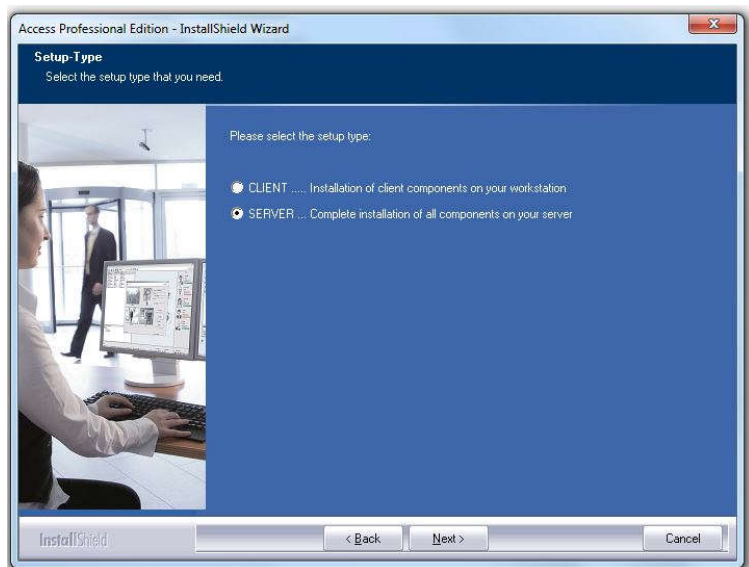 Access Professional Edition - InstallShield Wizard
Setup-Type
Select the setup type that you need.
Please select the setup type:
CLIENT ..... Installation of client components on your workstation
SERVER ... Complete installation of all components on your server
InstallShield
< Back Next > Cancel